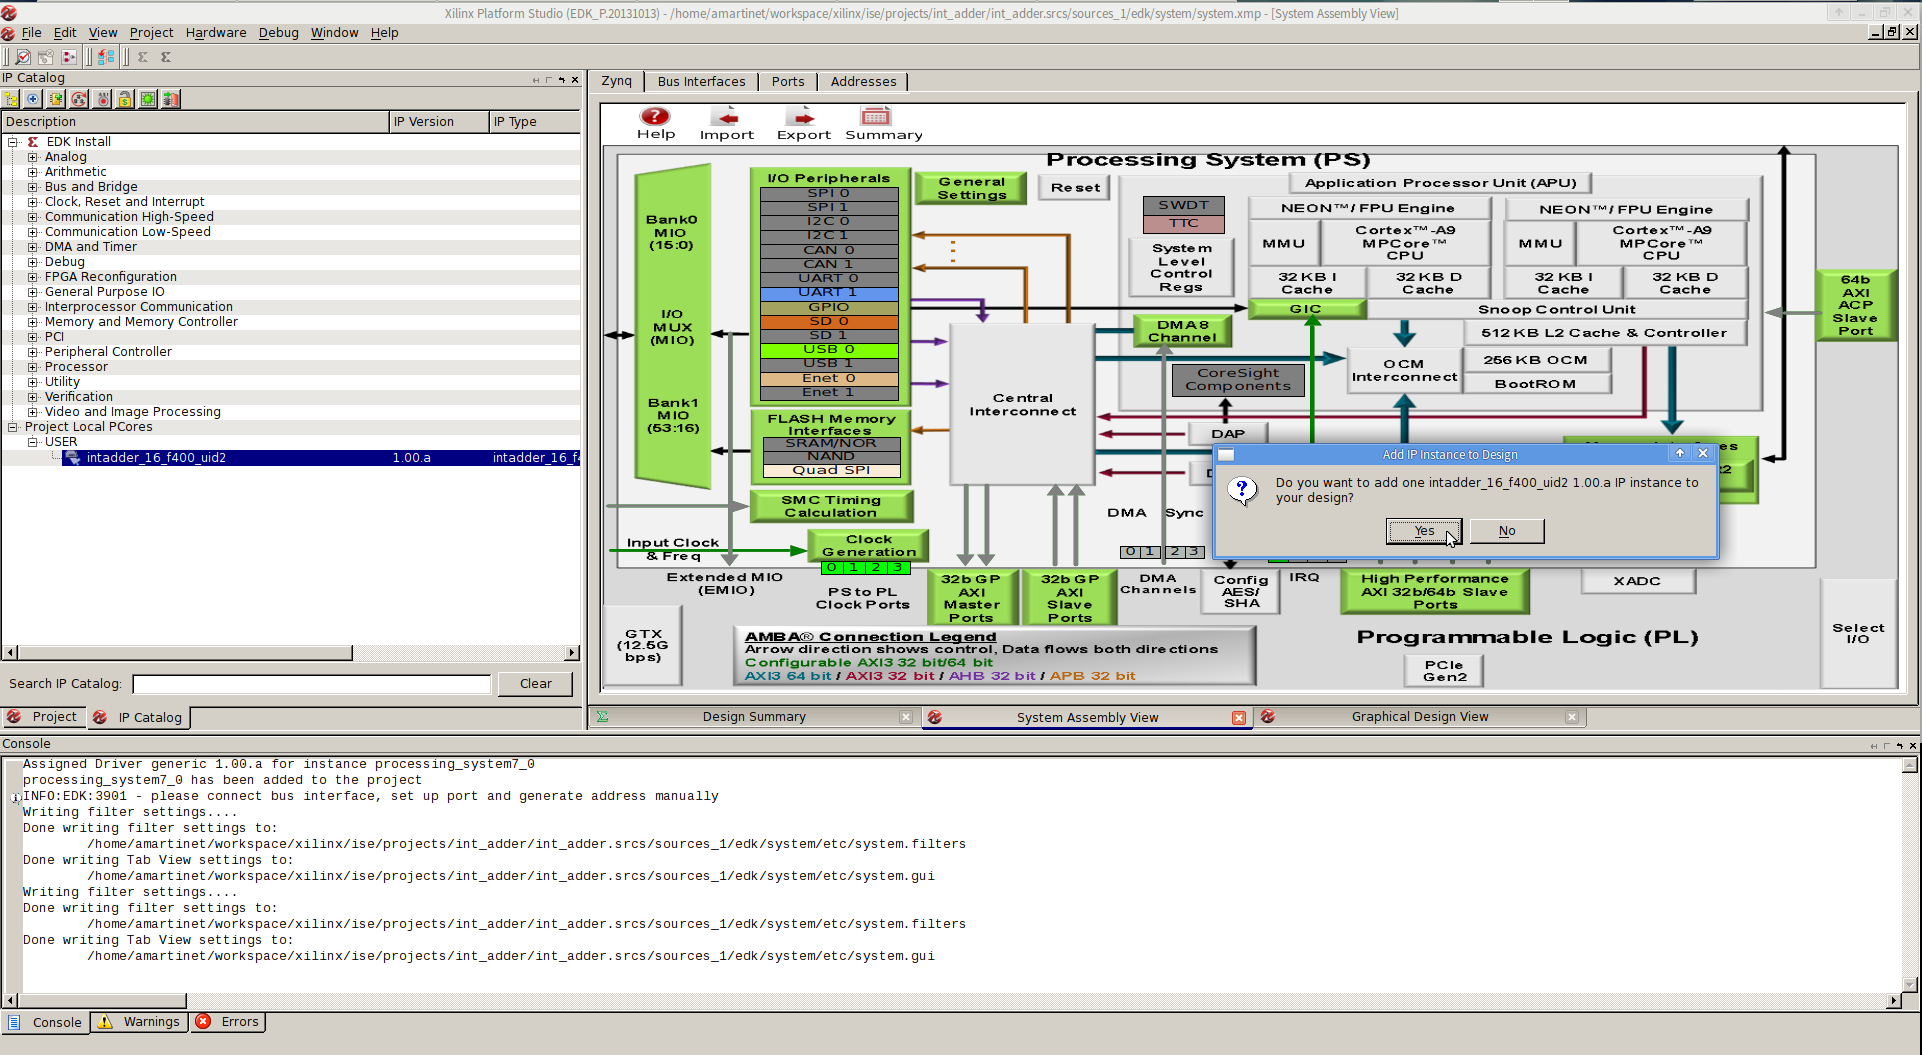 Xilinx Platform Studio (EDK_P.20131013) - /home/amartinet/workspace/xilinx/ise/projects/int_adder/int_adder.srcs/sources_1/edk/system/system.xmp - [System Assembly View]
File Edit View Project Hardware Debug Window Help
IP Catalog
Description IP Version IP Type
EDK Install
Analog
Arithmetic
Bus and Bridge
Clock, Reset and Interrupt
Communication High-Speed
Communication Low-Speed
DMA and Timer
Debug
FPGA Reconfiguration
General Purpose IO
Interprocessor Communication
Memory and Memory Controller
PCI
Peripheral Controller
Processor
Utility
Verification
Video and Image Processing
Project Local PCores
USER
intadder_16_f400_uid2 1.00.a intadder_16_f4
Search IP Catalog: Clear
Project IP Catalog
Zynq Bus Interfaces Ports Addresses
Help Import Export Summary
Processing System (PS)
Bank0
MIO
(15:0)
I/O
MUX
(MIO)
Bank1
MIO
(53:16)
I/O Peripherals
SPI 0
SPI 1
I2C 0
I2C 1
CAN 0
CAN 1
UART 0
UART 1
GPIO
SD 0
SD 1
USB 0
USB 1
Enet 0
Enet 1
FLASH Memory
Interfaces
SRAM/NOR
NAND
Quad SPI
SMC Timing
Calculation
Input Clock
& Freq
Clock
Generation
0 1 2 3
Extended MIO
(EMIO)
PS to PL
Clock Ports
General
Settings
Reset
Central
Interconnect
Application Processor Unit (APU)
SWDT
TTC
System
Level
Control
Regs
NEON™/ FPU Engine
MMU
Cortex™-A9
MPCore™
CPU
32 KB I
Cache
32 KB D
Cache
NEON™/ FPU Engine
MMU
Cortex™-A9
MPCore™
CPU
32 KB I
Cache
32 KB D
Cache
GIC
Snoop Control Unit
DMA8
Channel
512 KB L2 Cache & Controller
OCM
Interconnect
256 KB OCM
BootROM
CoreSight
Components
DAP
64b
AXI
ACP
Slave
Port
DMA Sync
0 1 2 3
Add IP Instance to Design
Do you want to add one intadder_16_f400_uid2 1.00.a IP instance to
your design?
Yes No
32b GP
AXI
Master
Ports
32b GP
AXI
Slave
Ports
DMA
Channels
Config
AES/
SHA
IRQ
High Performance
AXI 32b/64b Slave
Ports
XADC
GTX
(12.5G
bps)
AMBA® Connection Legend
Arrow direction shows control, Data flows both directions
Configurable AXI3 32 bit/64 bit
AXI3 64 bit / AXI3 32 bit / AHB 32 bit / APB 32 bit
Programmable Logic (PL)
PCIe
Gen2
Select
I/O
Design Summary System Assembly View Graphical Design View
Console
Assigned Driver generic 1.00.a for instance processing_system7_0
processing_system7_0 has been added to the project
INFO:EDK:3901 - please connect bus interface, set up port and generate address manually
Writing filter settings....
Done writing filter settings to:
/home/amartinet/workspace/xilinx/ise/projects/int_adder/int_adder.srcs/sources_1/edk/system/etc/system.filters
Done writing Tab View settings to:
/home/amartinet/workspace/xilinx/ise/projects/int_adder/int_adder.srcs/sources_1/edk/system/etc/system.gui
Writing filter settings....
Done writing filter settings to:
/home/amartinet/workspace/xilinx/ise/projects/int_adder/int_adder.srcs/sources_1/edk/system/etc/system.filters
Done writing Tab View settings to:
/home/amartinet/workspace/xilinx/ise/projects/int_adder/int_adder.srcs/sources_1/edk/system/etc/system.gui
Console Warnings Errors